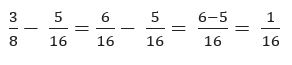 3/8 − 5/16 = 6/16 − 5/16 = 6−5/16 = 1/16